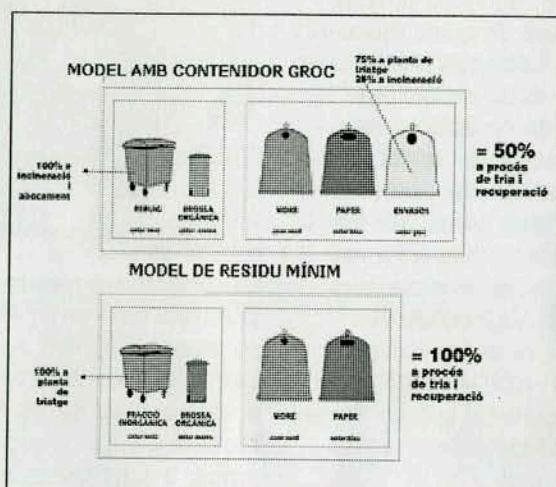 MODEL AMB CONTENIDOR GROC
75% a planta de
triatge
25% a incineració
100% a
incineració
i
abocament
REBUIG
BROSSA
ORGÀNICA
VIDRE
PAPER
ENVASOS
= 50%
a procés
de tria i
recuperació
MODEL DE RESIDU MÍNIM
100% a
planta
de
triatge
FRACCIÓ
INORGÀNICA
BROSSA
ORGÀNICA
VIDRE
PAPER
= 100%
a procés
de tria i
recuperació